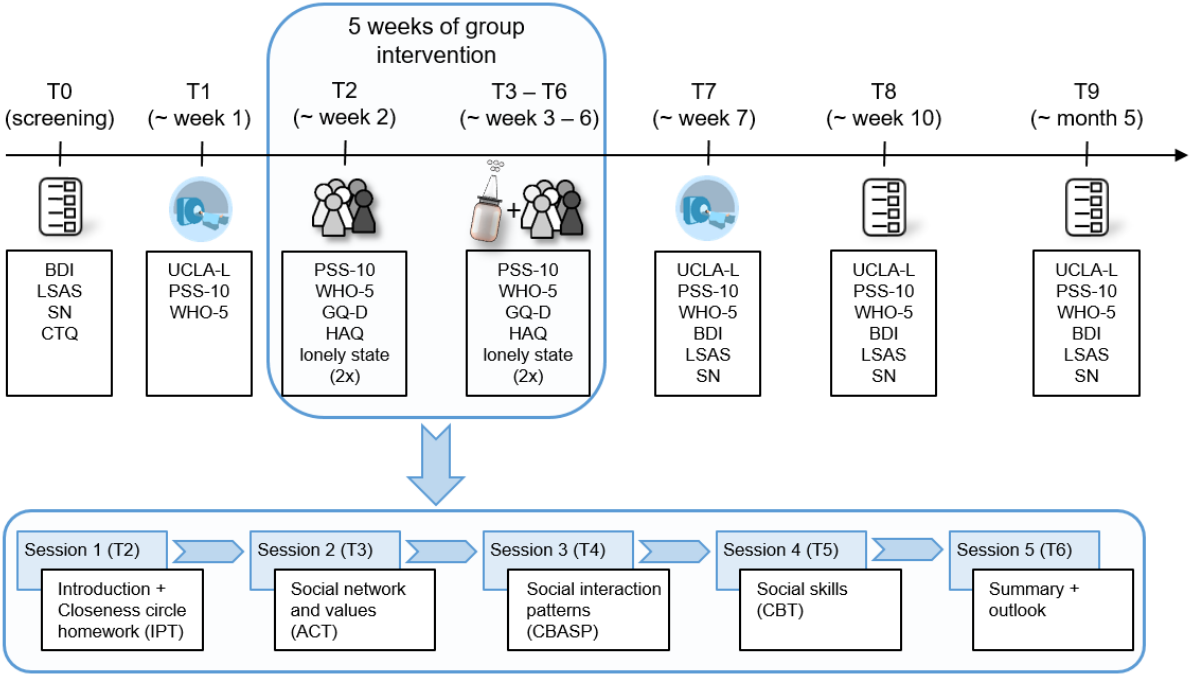 5 weeks of group
intervention
T0
(screening)
T1
(~ week 1)
T2
(~ week 2)
T3 – T6
(~ week 3 – 6)
T7
(~ week 7)
T8
(~ week 10)
T9
(~ month 5)
+
BDI
LSAS
SN
CTQ
UCLA-L
PSS-10
WHO-5
PSS-10
WHO-5
GQ-D
HAQ
lonely state
(2x)
PSS-10
WHO-5
GQ-D
HAQ
lonely state
(2x)
UCLA-L
PSS-10
WHO-5
BDI
LSAS
SN
UCLA-L
PSS-10
WHO-5
BDI
LSAS
SN
UCLA-L
PSS-10
WHO-5
BDI
LSAS
SN
Session 1 (T2)
Introduction +
Closeness circle
homework (IPT)
Session 2 (T3)
Social network
and values
(ACT)
Session 3 (T4)
Social interaction
patterns
(CBASP)
Session 4 (T5)
Social skills
(CBT)
Session 5 (T6)
Summary +
outlook